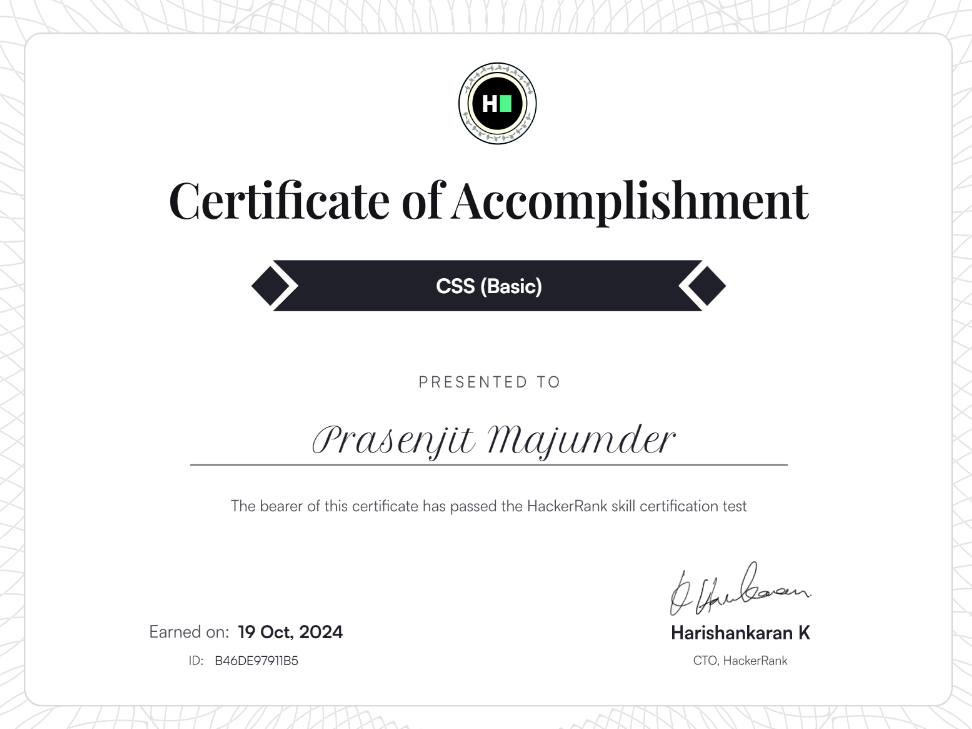 H
Certificate of Accomplishment
CSS (Basic)
PRESENTED TO
Prasenjit Majumder
The bearer of this certificate has passed the HackerRank skill certification test
Earned on: 19 Oct, 2024
ID: B46DE97911B5
Harishankaran K
CTO, HackerRank